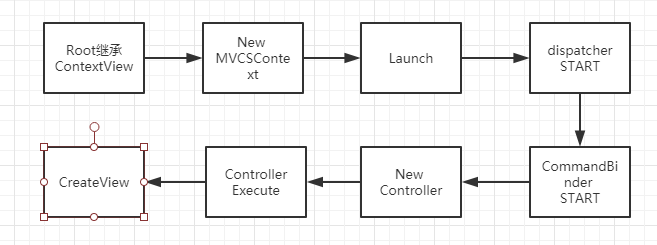 Root继承
ContextView
New
MVCSConte
xt
Launch
dispatcher
START
CommandBi
nder
START
New
Controller
Controller
Execute
CreateView